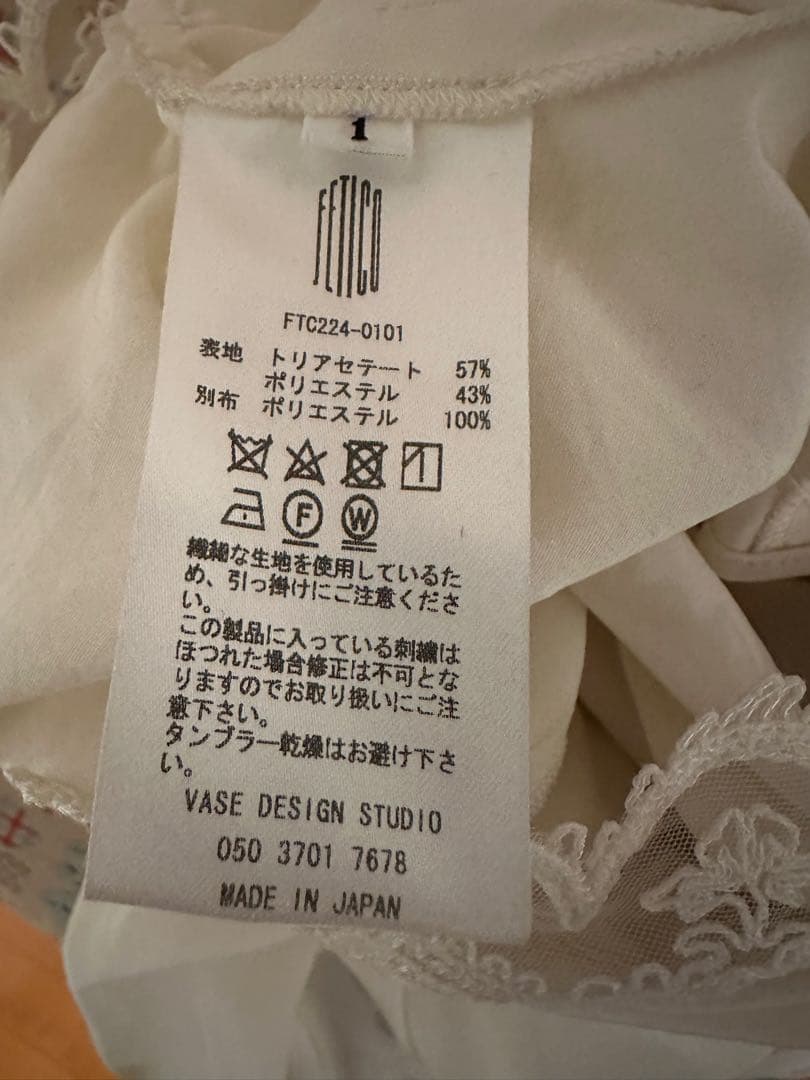 1
FETICO
FTC224-0101
表地 トリアセテート 57%
ポリエステル 43%
別布 ポリエステル 100%
F W
繊細な生地を使用しているた
め、引っ掛けにご注意くださ
い。
この製品に入っている刺繍は
ほつれた場合修正は不可とな
りますのでお取り扱いにご注
意下さい。
タンブラー乾燥はお避け下さ
い。
VASE DESIGN STUDIO
050 3701 7678
MADE IN JAPAN